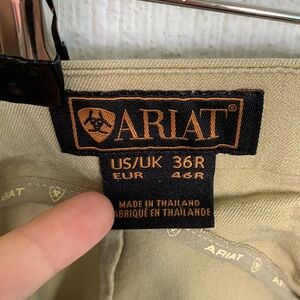 ARIAT®
US/UK 36R
EUR 46R
MADE IN THAILAND
FABRIQUÉ EN THAÏLANDE
ARIAT
ARIAT